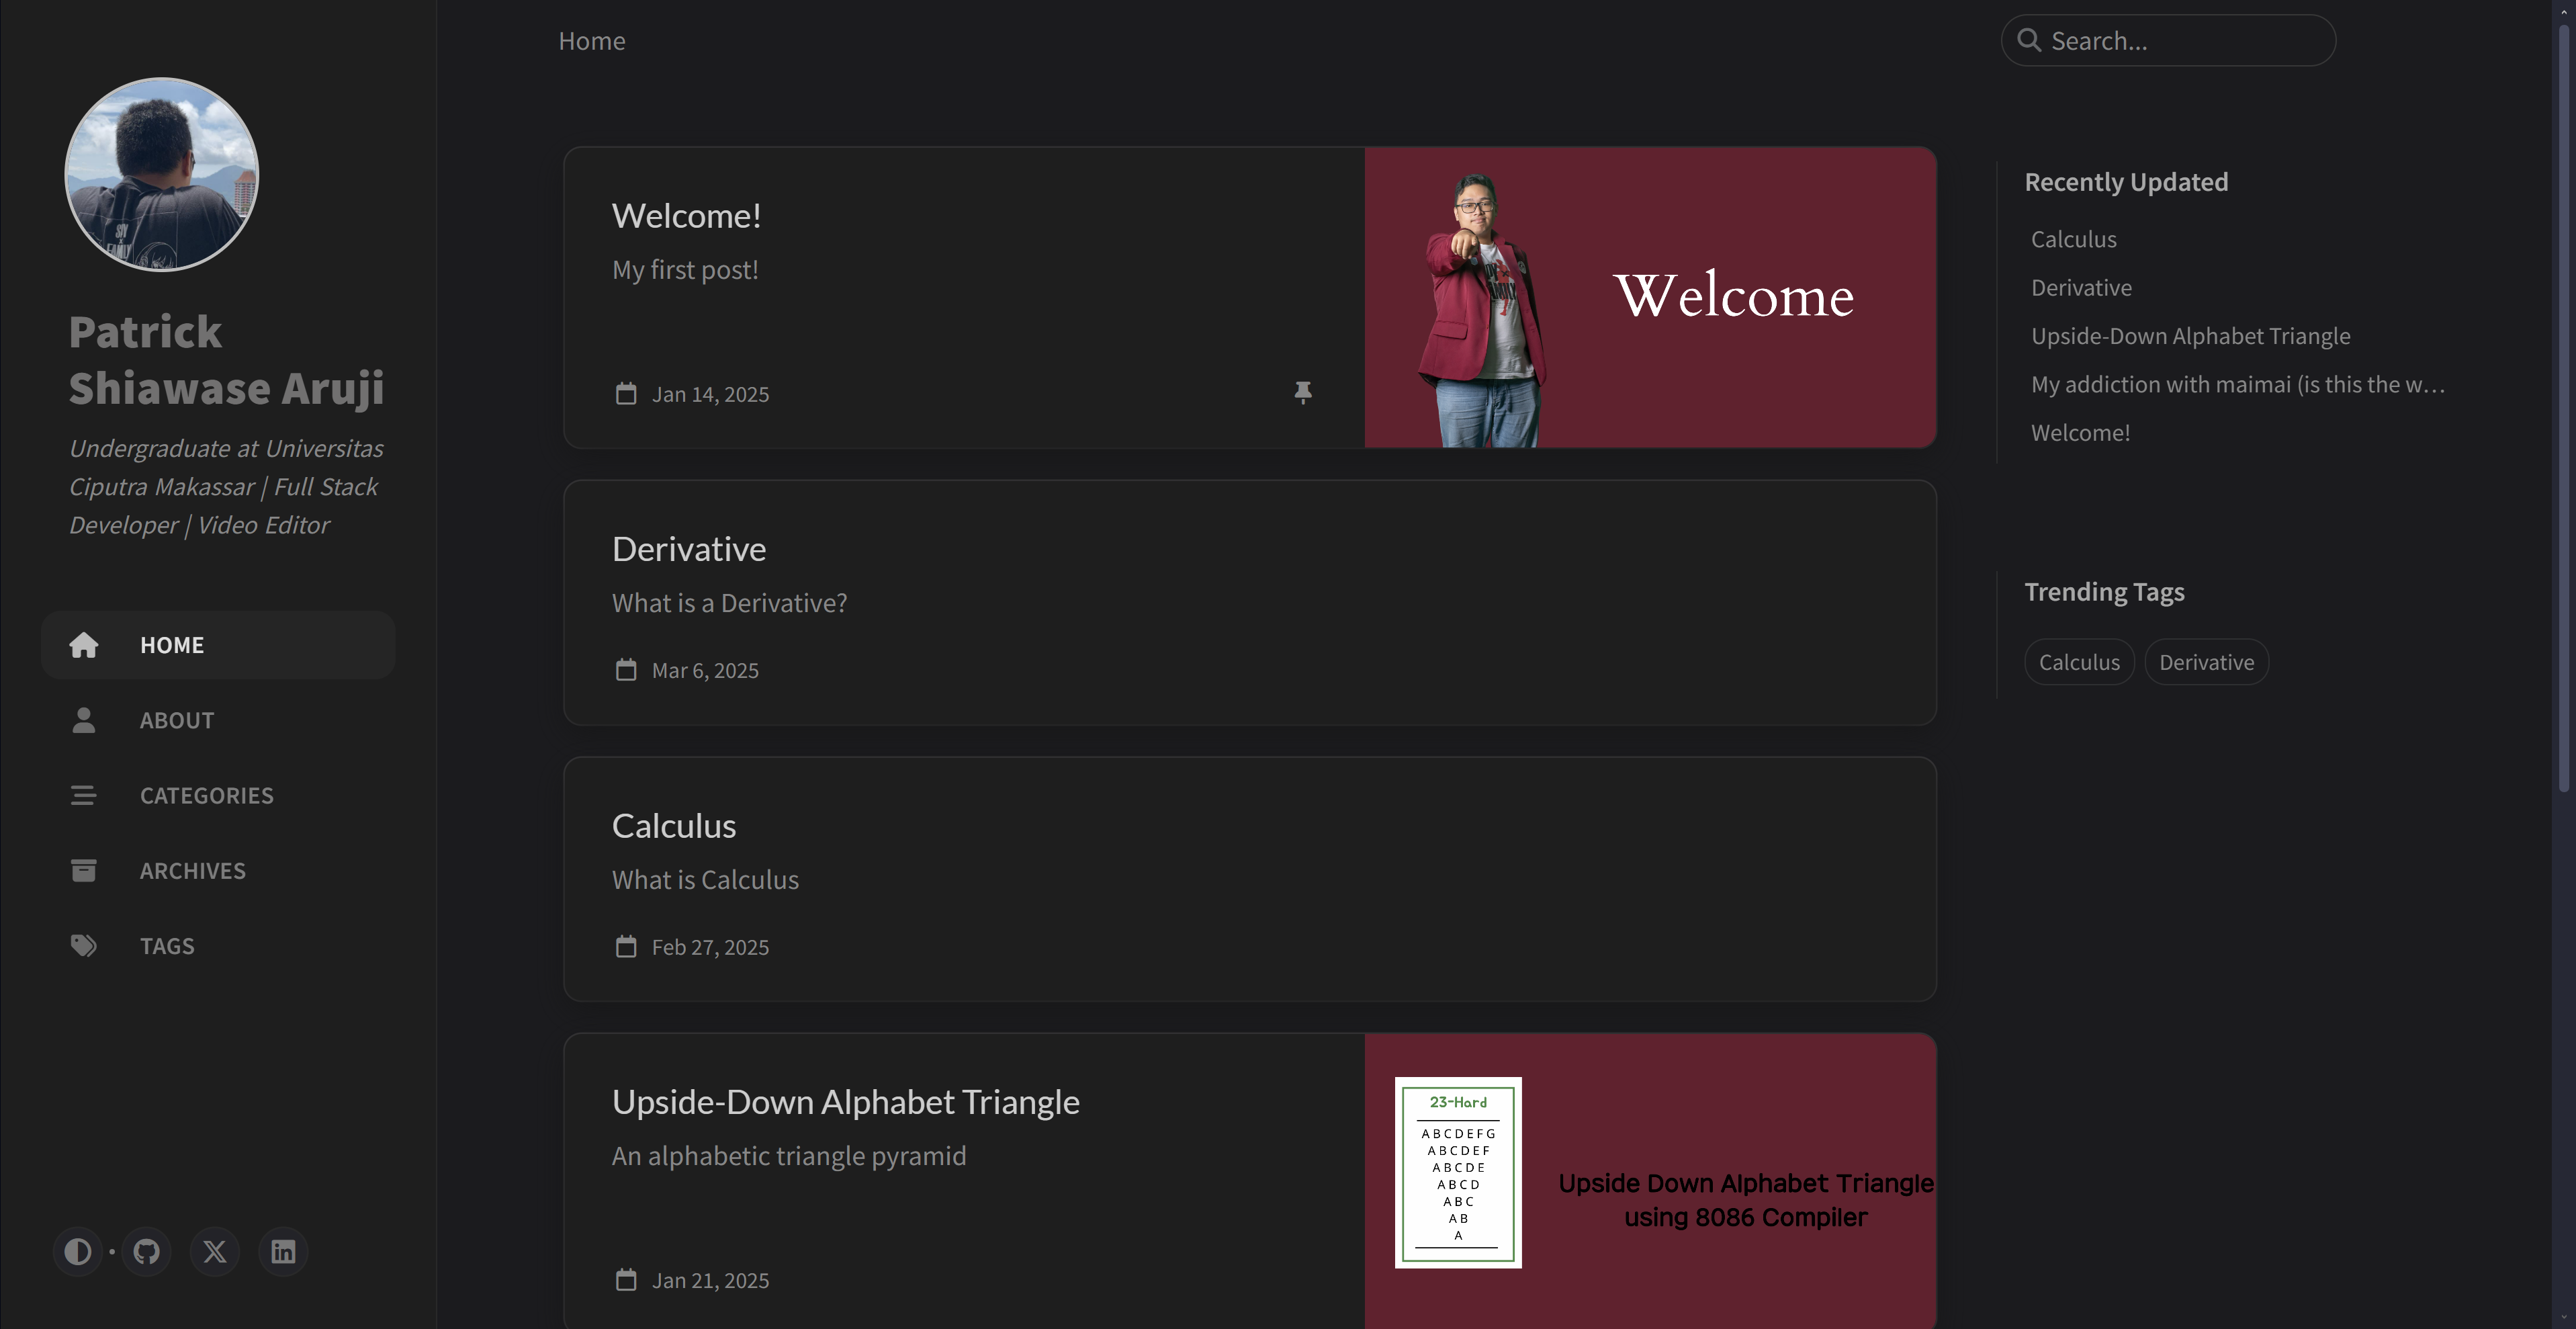 Patrick
Shiawase Aruji
Undergraduate at Universitas
Ciputra Makassar | Full Stack
Developer | Video Editor
HOME
ABOUT
CATEGORIES
ARCHIVES
TAGS
Home
Search...
Welcome!
My first post!
Jan 14, 2025
Welcome
Derivative
What is a Derivative?
Mar 6, 2025
Calculus
What is Calculus
Feb 27, 2025
Upside-Down Alphabet Triangle
An alphabetic triangle pyramid
Jan 21, 2025
23-Hard
A B C D E F G
A B C D E F
A B C D E
A B C D
A B C
A B
A
Upside Down Alphabet Triangle
using 8086 Compiler
Recently Updated
Calculus
Derivative
Upside-Down Alphabet Triangle
My addiction with maimai (is this the w...
Welcome!
Trending Tags
Calculus
Derivative